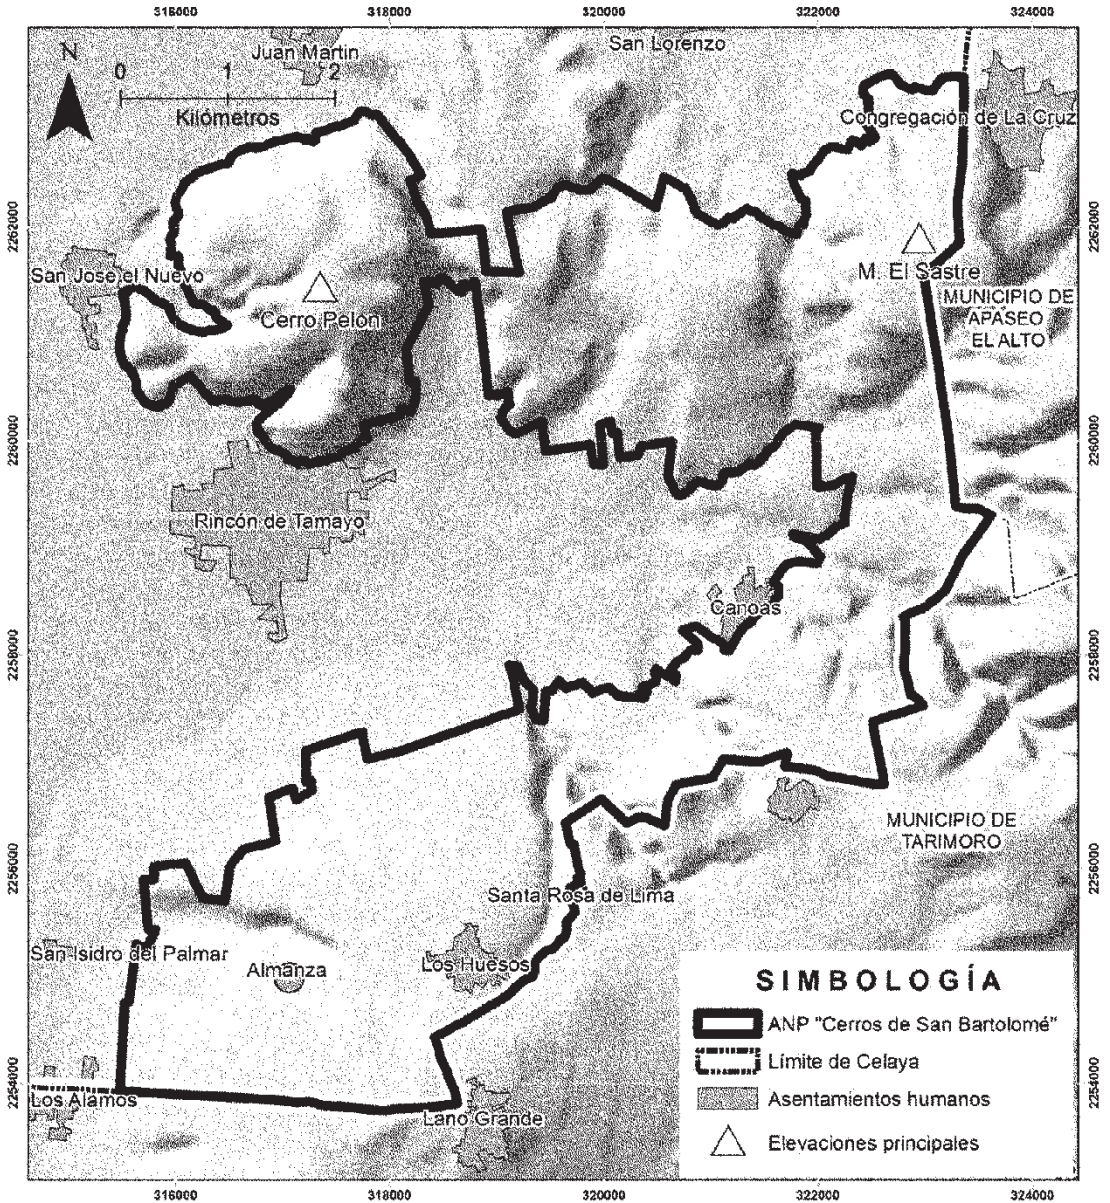 316000
318000
320000
322000
324000
Juan Martin
San Lorenzo
N
0
1
2
Kilómetros
Congregación de La Cruz
2262000
2262000
San José el Nuevo
Cerro Pelón
M. El Sastre
MUNICIPIO DE
APASEO
EL ALTO
2260000
2260000
Rincón de Tamayo
Canoas
2258000
2258000
MUNICIPIO DE
TARIMORO
2256000
2256000
Santa Rosa de Lima
San Isidro del Palmar
Almanza
Los Huesos
2254000
2254000
Los Alamos
Lano Grande
SIMBOLOGÍA
ANP "Cerros de San Bartolomé"
Límite de Celaya
Asentamientos humanos
Elevaciones principales
316000
318000
320000
322000
324000